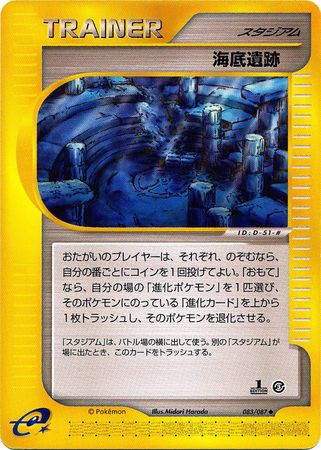 TRAINER
スタジアム
海底遺跡
ID:D-51-#
おたがいのプレイヤーは、それぞれ、のぞむなら、
自分の番ごとにコインを1回投げてよい。「おもて」
なら、自分の場の「進化ポケモン」を1匹選び、
そのポケモンにのっている「進化カード」を上から
1枚トラッシュし、そのポケモンを退化させる。
「スタジアム」は、バトル場の横に出して使う。別の「スタジアム」が
場に出たとき、このカードをトラッシュする。
1
EDITION
e
© Pokémon
Illus.Midori Harada
083/087 ◆